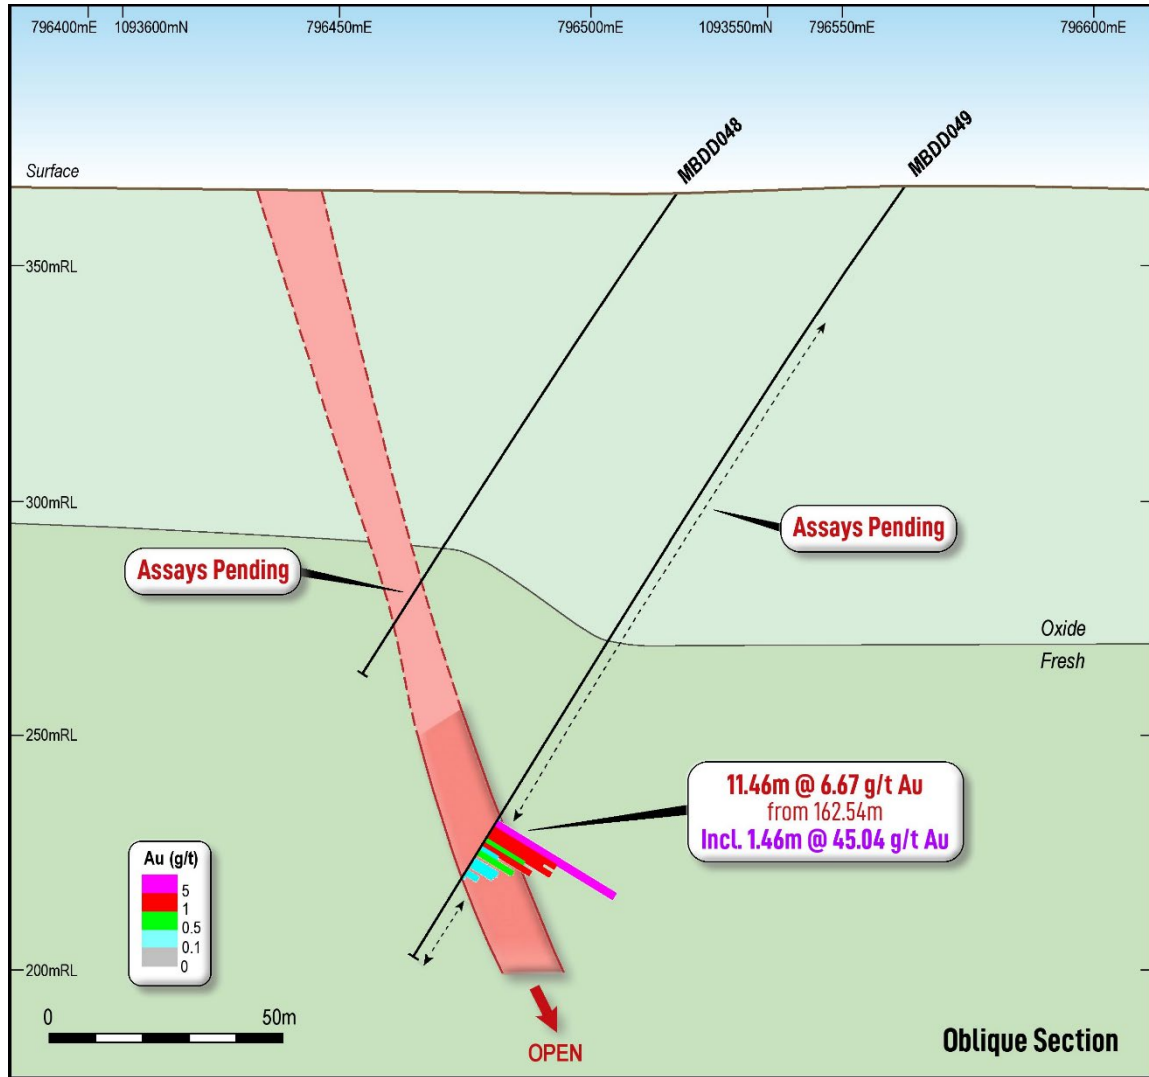 796400mE
1093600mN
796450mE
796500mE
1093550mN
796550mE
796600mE
MBDD048
MBDD049
Surface
350mRL
300mRL
Assays Pending
Assays Pending
Oxide
Fresh
250mRL
11.46m @ 6.67 g/t Au
from 162.54m
Incl. 1.46m @ 45.04 g/t Au
Au (g/t)
5
1
0.5
0.1
0
200mRL
0
50m
OPEN
Oblique Section